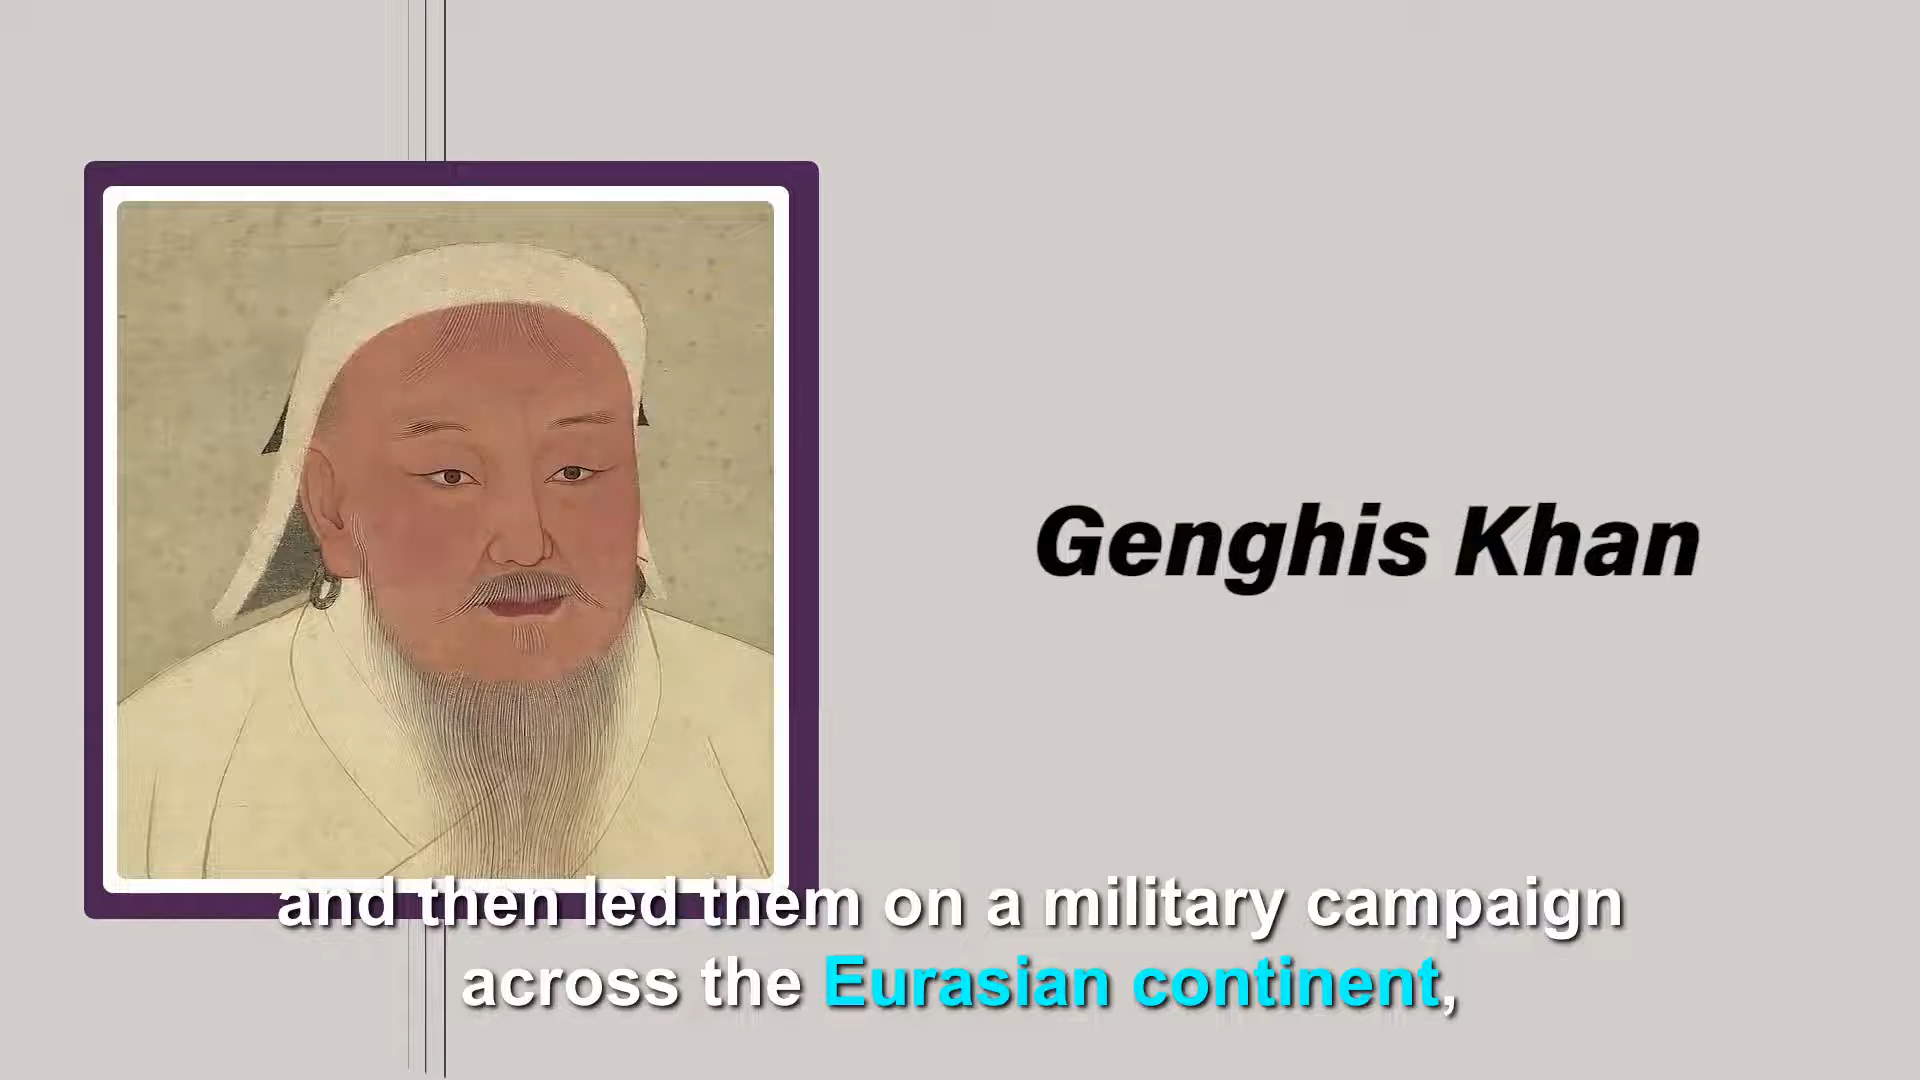 Genghis Khan
and then led them on a military campaign
across the Eurasian continent,